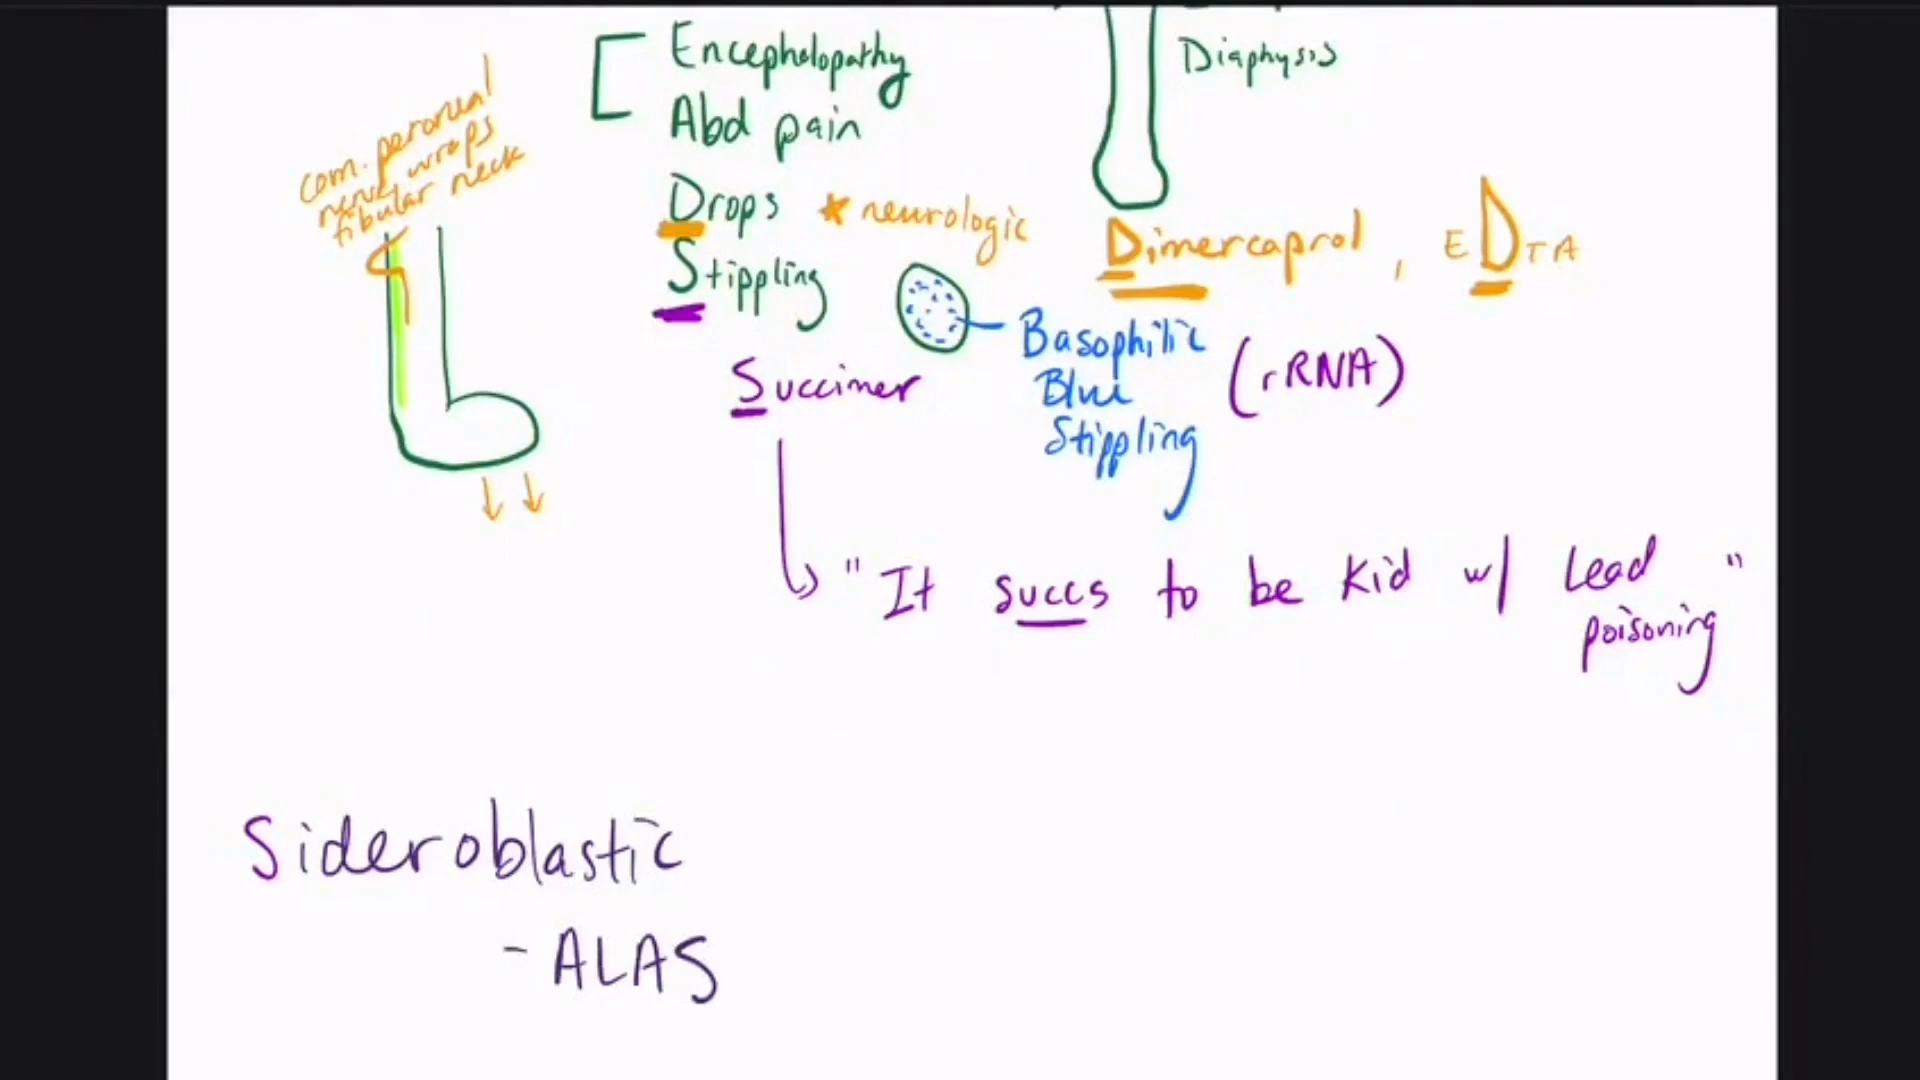 Encephalopathy
Diaphysis
Abd pain
com. peroneal
nerve wraps
fibular neck
Drops * neurologic
Dimercaprol, EDTA
Stippling
Basophilic
Blue
Stippling
(rRNA)
Succimer
"It succs to be kid w/ Lead
poisoning"
Sideroblastic
- ALAS